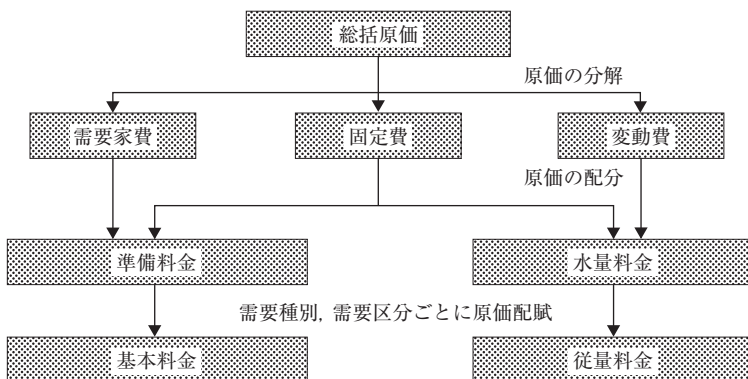 総括原価
原価の分解
需要家費
固定費
変動費
原価の配分
準備料金
水量料金
需要種別, 需要区分ごとに原価配賦
基本料金
従量料金